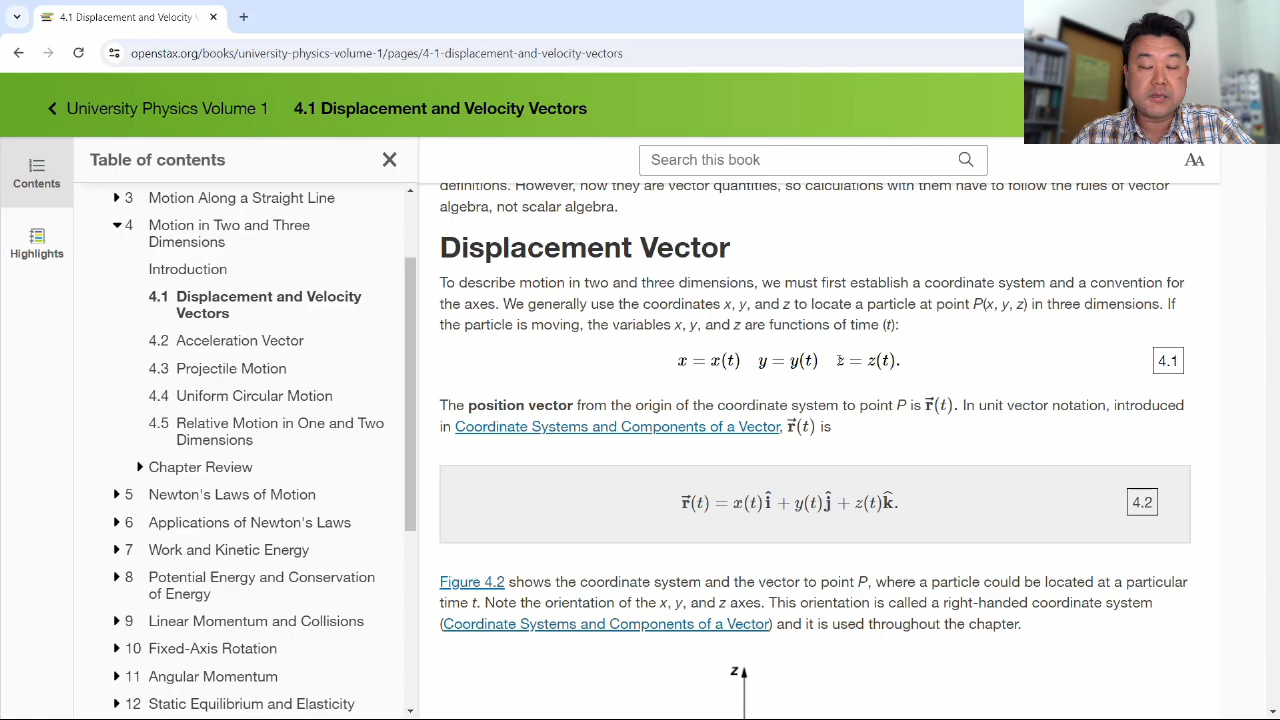 4.1 Displacement and Velocity V
openstax.org/books/university-physics-volume-1/pages/4-1-displacement-and-velocity-vectors
University Physics Volume 1 4.1 Displacement and Velocity Vectors
Contents
Highlights
Table of contents
3 Motion Along a Straight Line
4 Motion in Two and Three
Dimensions
Introduction
4.1 Displacement and Velocity
Vectors
4.2 Acceleration Vector
4.3 Projectile Motion
4.4 Uniform Circular Motion
4.5 Relative Motion in One and Two
Dimensions
Chapter Review
5 Newton's Laws of Motion
6 Applications of Newton's Laws
7 Work and Kinetic Energy
8 Potential Energy and Conservation
of Energy
9 Linear Momentum and Collisions
10 Fixed-Axis Rotation
11 Angular Momentum
12 Static Equilibrium and Elasticity
Search this book
AA
definitions. However, now they are vector quantities, so calculations with them have to follow the rules of vector
algebra, not scalar algebra.
Displacement Vector
To describe motion in two and three dimensions, we must first establish a coordinate system and a convention for
the axes. We generally use the coordinates x, y, and z to locate a particle at point P(x, y, z) in three dimensions. If
the particle is moving, the variables x, y, and z are functions of time (t):
x = x(t) y = y(t) z = z(t). 4.1
The position vector from the origin of the coordinate system to point P is r⃗(t). In unit vector notation, introduced
in Coordinate Systems and Components of a Vector, r⃗(t) is
r⃗(t) = x(t)î + y(t)ĵ + z(t)k̂. 4.2
Figure 4.2 shows the coordinate system and the vector to point P, where a particle could be located at a particular
time t. Note the orientation of the x, y, and z axes. This orientation is called a right-handed coordinate system
(Coordinate Systems and Components of a Vector) and it is used throughout the chapter.
z